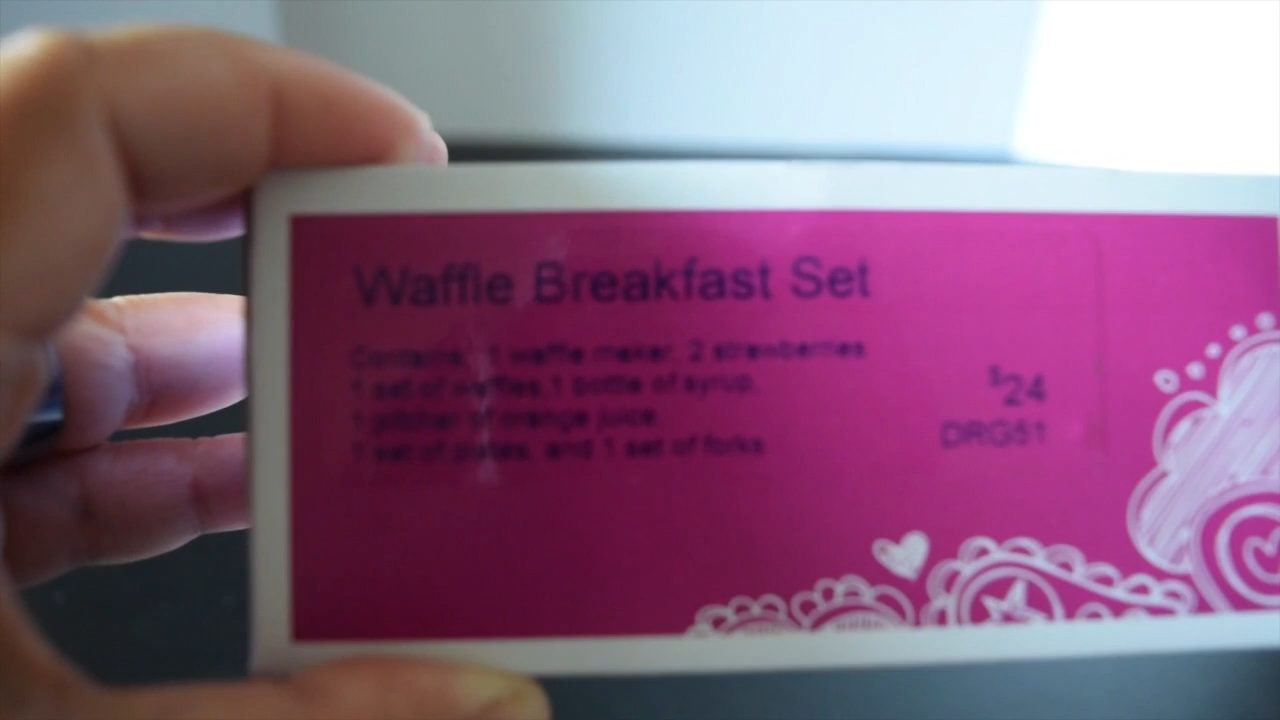 Waffle Breakfast Set
Contains: 1 waffle maker, 2 strawberries
1 set of waffles,1 bottle of syrup,
1 pitcher of orange juice,
1 set of plates, and 1 set of forks
$24
DRG51